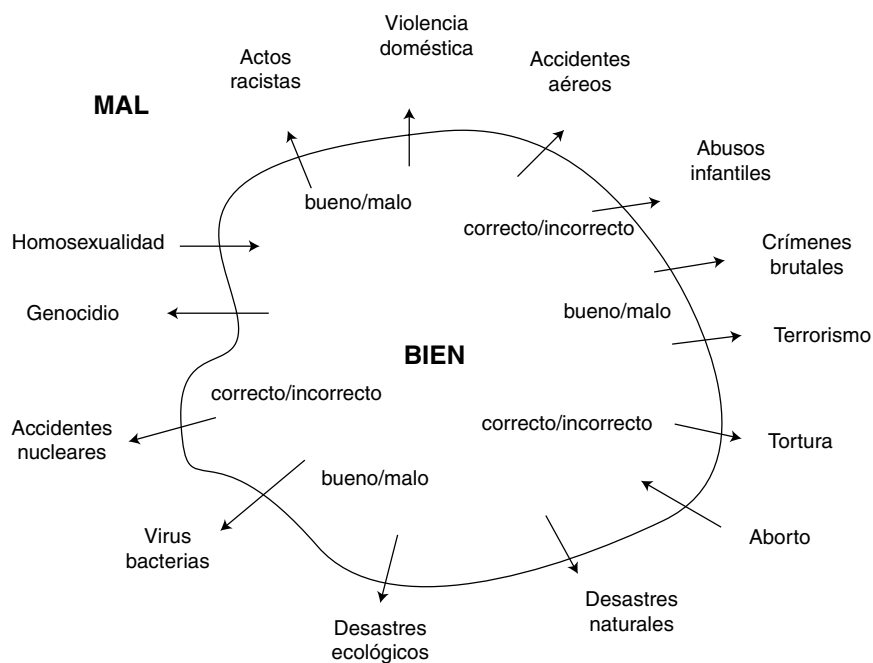 Violencia
doméstica
Actos
racistas
Accidentes
aéreos
MAL
Abusos
infantiles
bueno/malo
correcto/incorrecto
Homosexualidad
Crímenes
brutales
Genocidio
bueno/malo
Terrorismo
BIEN
correcto/incorrecto
Accidentes
nucleares
correcto/incorrecto
Tortura
bueno/malo
Virus
bacterias
Aborto
Desastres
naturales
Desastres
ecológicos